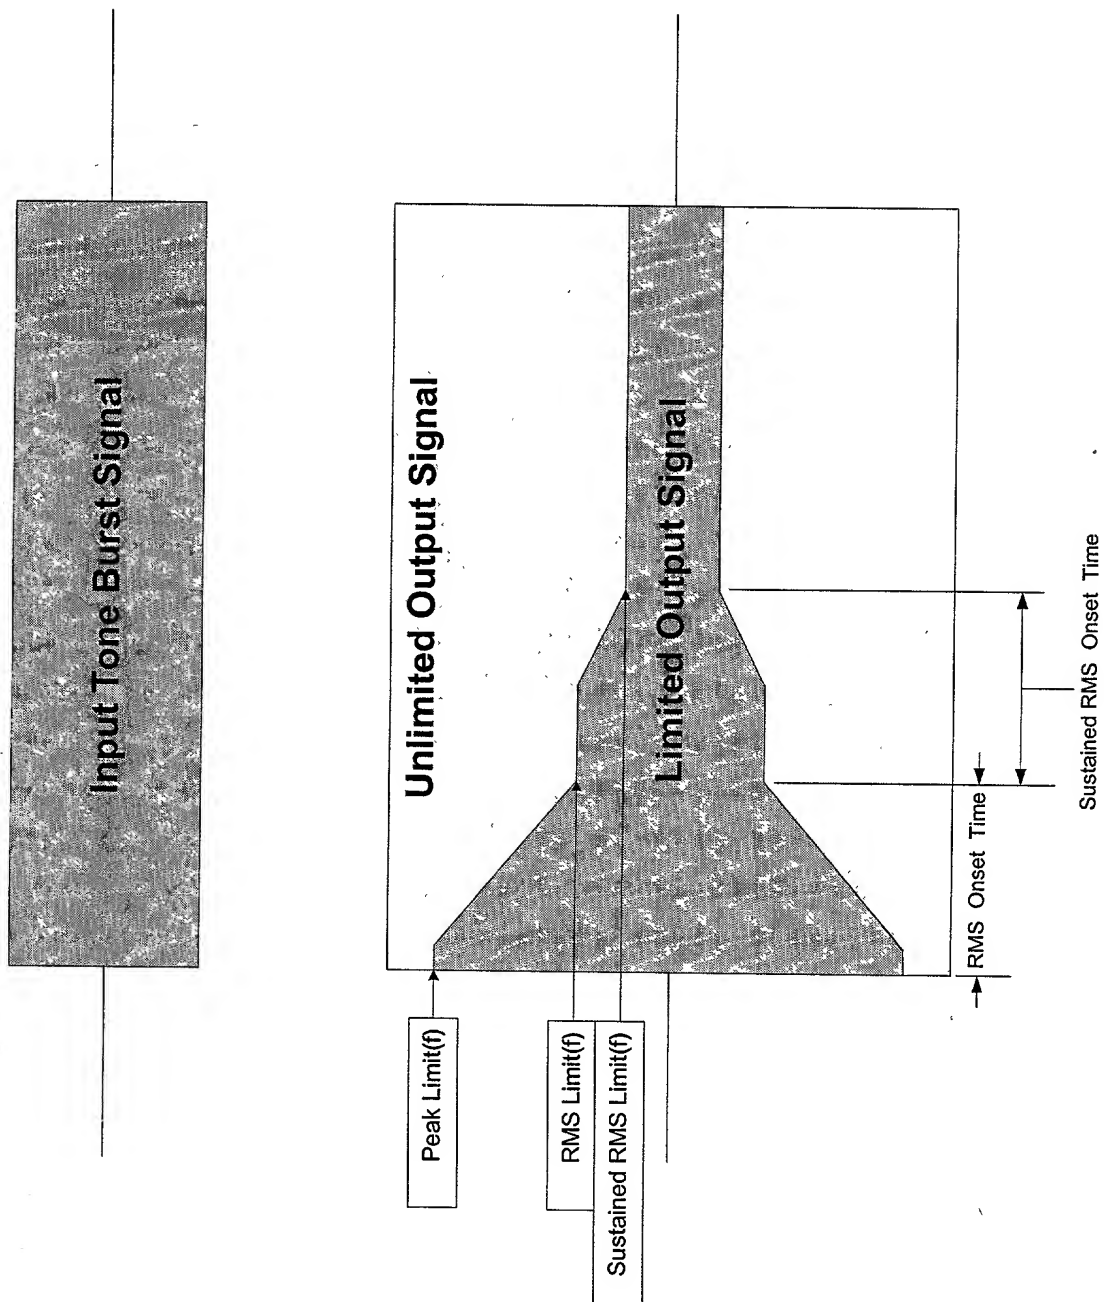 Input Tone Burst Signal
Unlimited Output Signal
Limited Output Signal
Peak Limit(f)
RMS Limit(f)
Sustained RMS Limit(f)
RMS Onset Time
Sustained RMS Onset Time